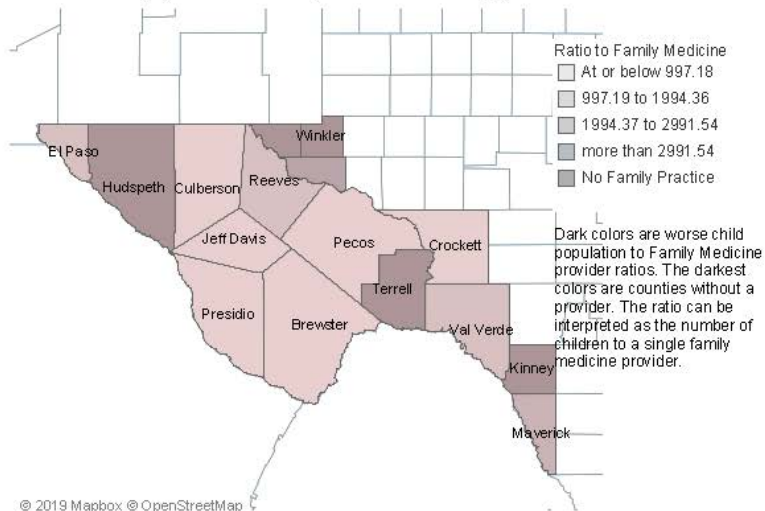 Ratio to Family Medicine
At or below 997.18
997.19 to 1994.36
1994.37 to 2991.54
more than 2991.54
No Family Practice
Dark colors are worse child
population to Family Medicine
provider ratios. The darkest
colors are counties without a
provider. The ratio can be
interpreted as the number of
children to a single family
medicine provider.
Winkler
El Paso
Hudspeth
Culberson
Reeves
Jeff Davis
Pecos
Crockett
Terrell
Presidio
Brewster
Val Verde
Kinney
Maverick
© 2019 Mapbox © OpenStreetMap